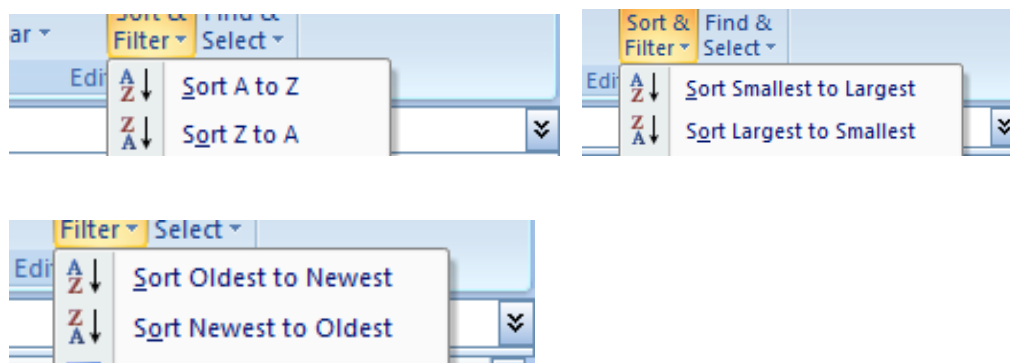 ar
Sort & Find &
Filter Select
Edi
A Z Sort A to Z
Z A Sort Z to A
Sort & Find &
Filter Select
Edi
A Z Sort Smallest to Largest
Z A Sort Largest to Smallest
Filter Select
Edi
A Z Sort Oldest to Newest
Z A Sort Newest to Oldest